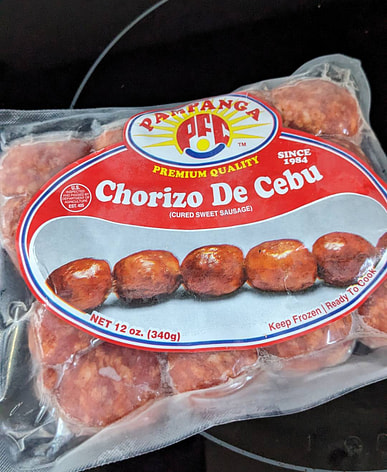 PAMPANGA
PFC
TM
PREMIUM QUALITY
SINCE
1984
Chorizo De Cebu
(CURED SWEET SAUSAGE)
NET 12 oz. (340g)
Keep Frozen | Ready To Cook